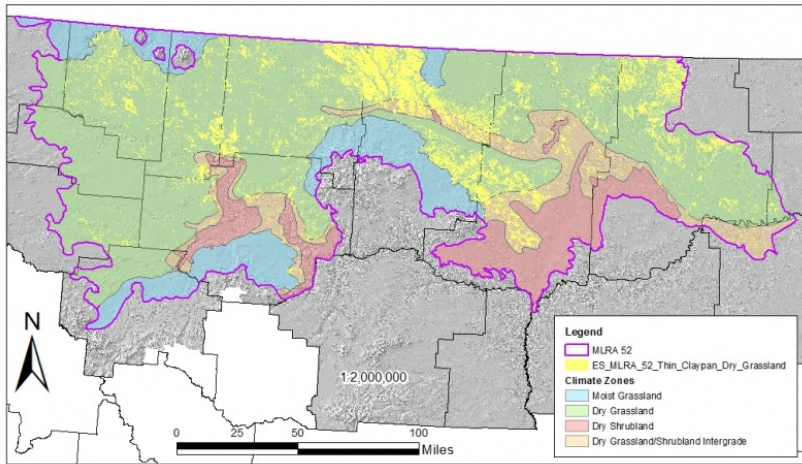 N
1:2,000,000
0 25 50 100
Miles
Legend
MLRA 52
ES_MLRA_52_Thin_Claypan_Dry_Grassland
Climate Zones
Moist Grassland
Dry Grassland
Dry Shrubland
Dry Grassland/Shrubland Intergrade